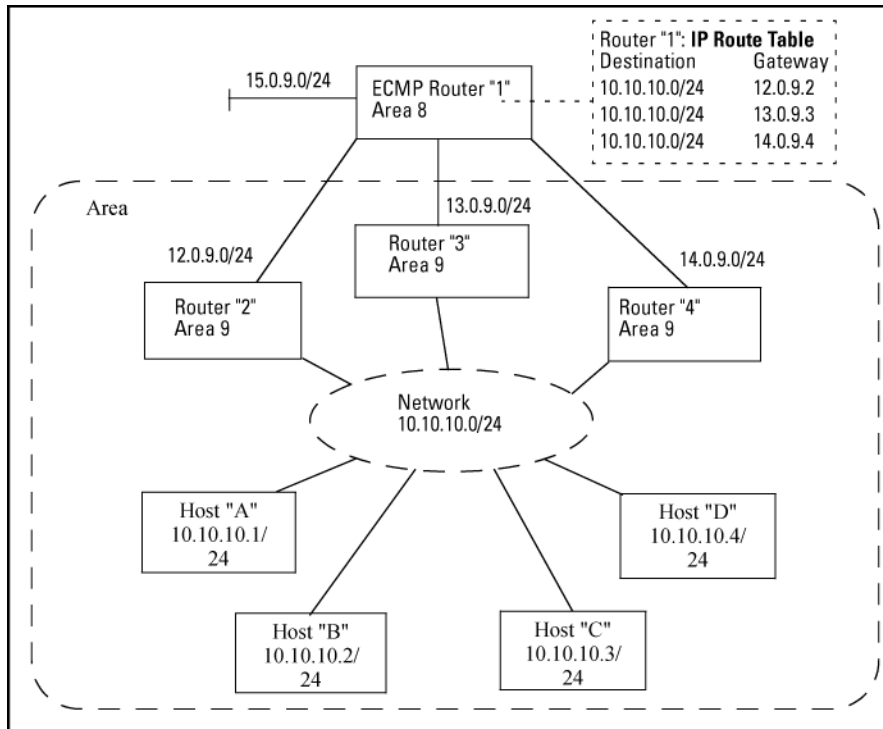 Router "1": IP Route Table
Destination Gateway
10.10.10.0/24 12.0.9.2
10.10.10.0/24 13.0.9.3
10.10.10.0/24 14.0.9.4
15.0.9.0/24
ECMP Router "1"
Area 8
Area
13.0.9.0/24
12.0.9.0/24
Router "3"
Area 9
14.0.9.0/24
Router "2"
Area 9
Router "4"
Area 9
Network
10.10.10.0/24
Host "A"
10.10.10.1/
24
Host "D"
10.10.10.4/
24
Host "B"
10.10.10.2/
24
Host "C"
10.10.10.3/
24